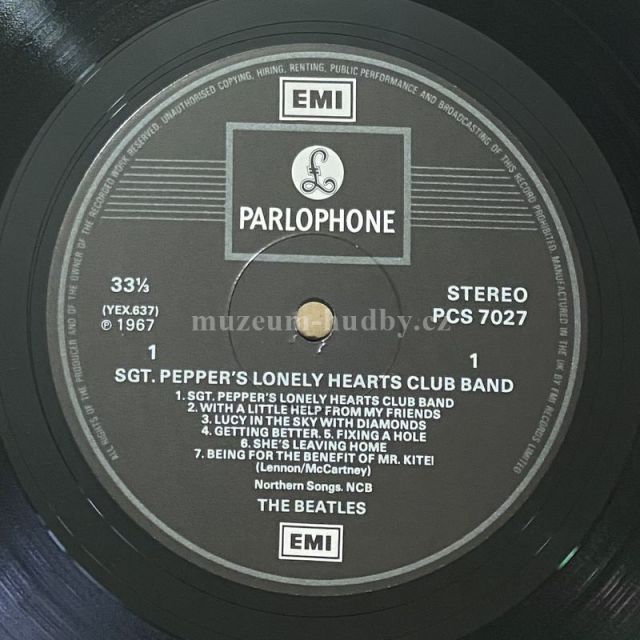 ALL RIGHTS OF THE PRODUCER AND OF THE OWNER OF THE RECORDED WORK RESERVED. UNAUTHORISED COPYING, HIRING, RENTING, PUBLIC PERFORMANCE AND BROADCASTING OF THIS RECORD PROHIBITED. MANUFACTURED IN THE UK BY EMI RECORDS LIMITED
EMI
£
PARLOPHONE
33⅓
STEREO
(YEX.637)
PCS 7027
℗ 1967
muzeum-hudby.cz
1
1
SGT. PEPPER'S LONELY HEARTS CLUB BAND
1. SGT. PEPPER'S LONELY HEARTS CLUB BAND
2. WITH A LITTLE HELP FROM MY FRIENDS
3. LUCY IN THE SKY WITH DIAMONDS
4. GETTING BETTER. 5. FIXING A HOLE
6. SHE'S LEAVING HOME
7. BEING FOR THE BENEFIT OF MR. KITE!
(Lennon/McCartney)
Northern Songs. NCB
THE BEATLES
EMI